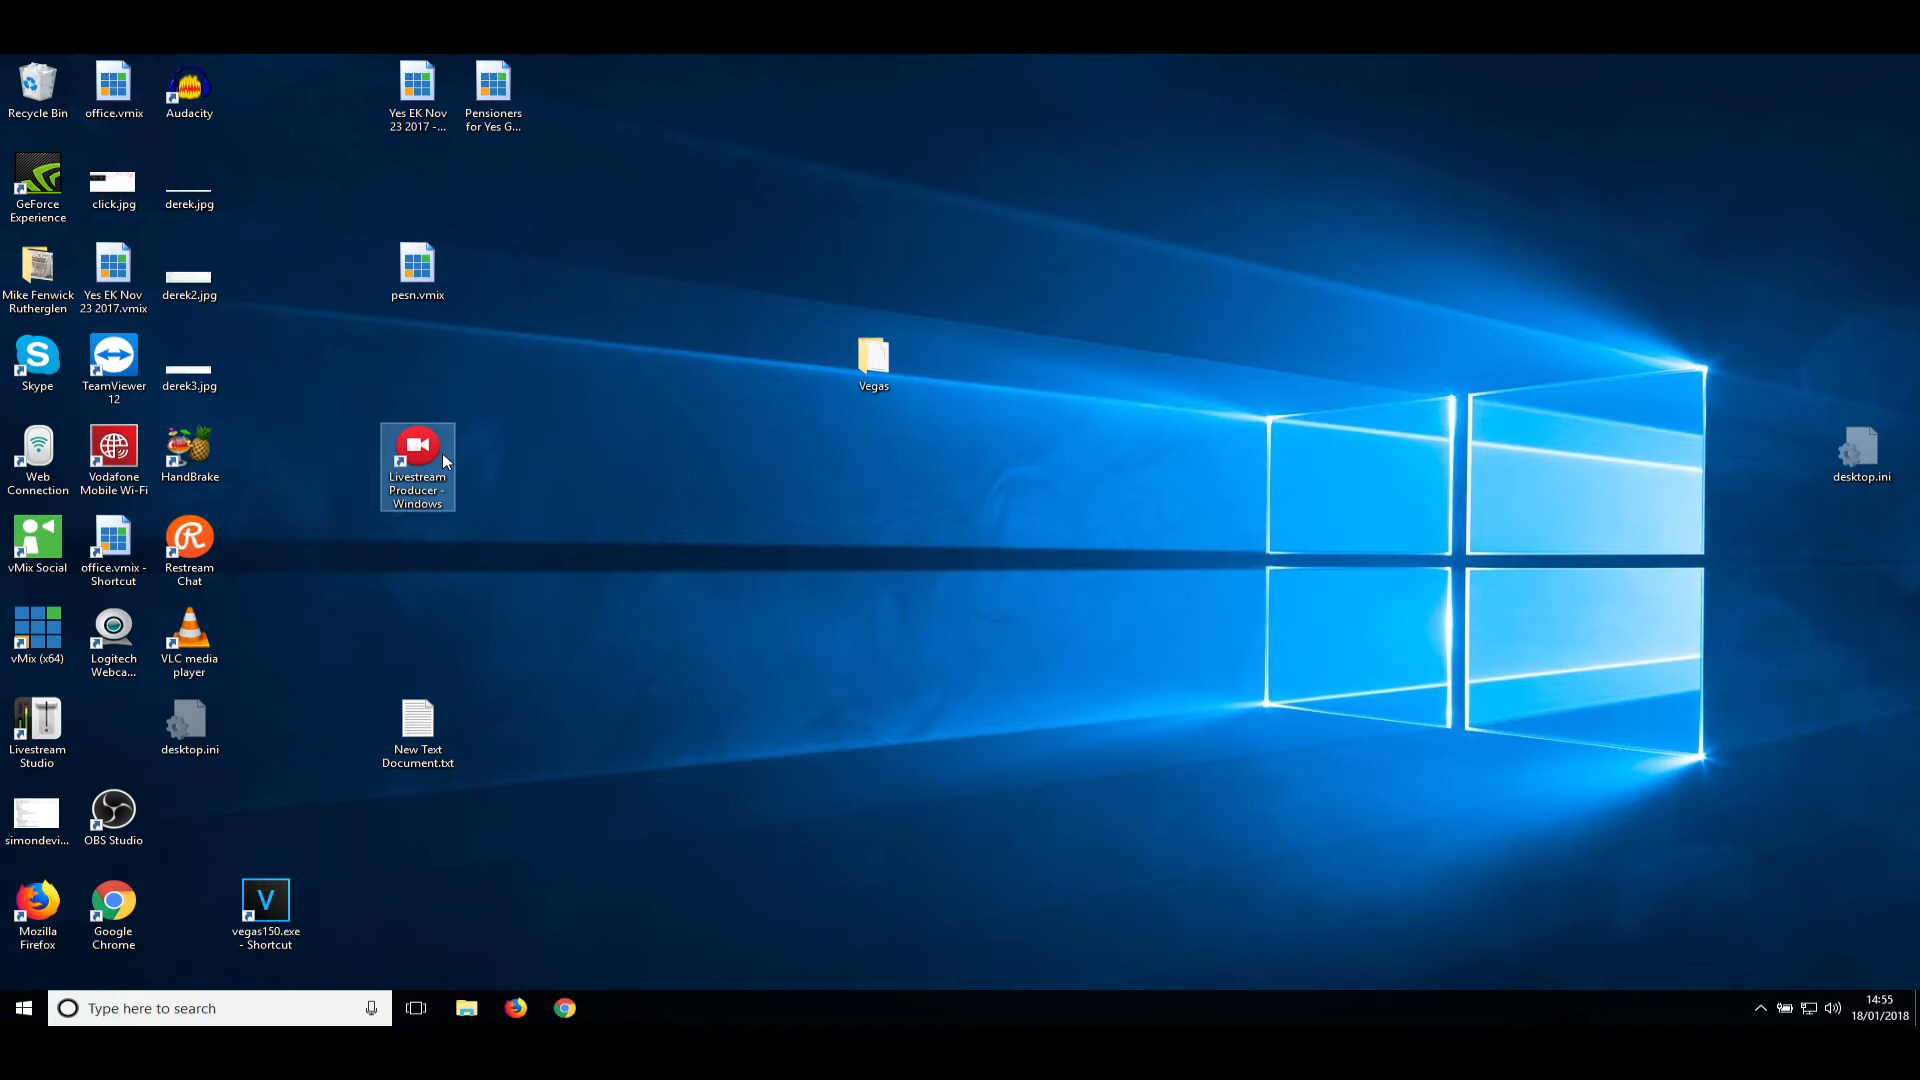 Recycle Bin
office.vmix
Audacity
Yes EK Nov
23 2017 -...
Pensioners
for Yes G...
GeForce
Experience
click.jpg
derek.jpg
Mike Fenwick
Rutherglen
Yes EK Nov
23 2017.vmix
derek2.jpg
pesn.vmix
Skype
TeamViewer
12
derek3.jpg
Vegas
Web
Connection
Vodafone
Mobile Wi-Fi
HandBrake
Livestream
Producer -
Windows
desktop.ini
vMix Social
office.vmix -
Shortcut
Restream
Chat
vMix (x64)
Logitech
Webca...
VLC media
player
Livestream
Studio
desktop.ini
New Text
Document.txt
simondevi...
OBS Studio
Mozilla
Firefox
Google
Chrome
V
vegas150.exe
- Shortcut
Type here to search
14:55
18/01/2018